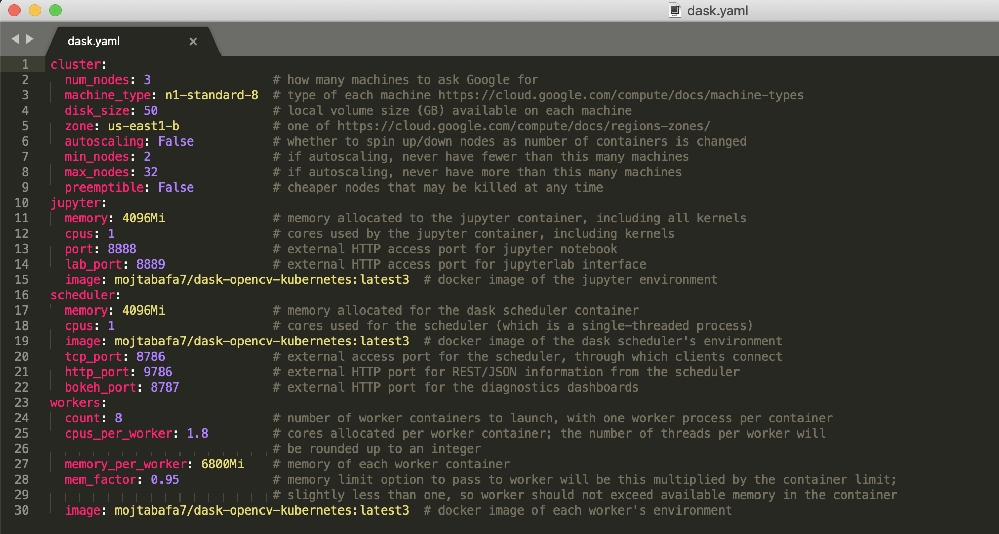 dask.yaml
dask.yaml ×
1 cluster:
2   num_nodes: 3                 # how many machines to ask Google for
3   machine_type: n1-standard-8  # type of each machine https://cloud.google.com/compute/docs/machine-types
4   disk_size: 50                # local volume size (GB) available on each machine
5   zone: us-east1-b             # one of https://cloud.google.com/compute/docs/regions-zones/
6   autoscaling: False           # whether to spin up/down nodes as number of containers is changed
7   min_nodes: 2                 # if autoscaling, never have fewer than this many machines
8   max_nodes: 32                # if autoscaling, never have more than this many machines
9   preemptible: False           # cheaper nodes that may be killed at any time
10 jupyter:
11   memory: 4096Mi               # memory allocated to the jupyter container, including all kernels
12   cpus: 1                      # cores used by the jupyter container, including kernels
13   port: 8888                   # external HTTP access port for jupyter notebook
14   lab_port: 8889               # external HTTP access port for jupyterlab interface
15   image: mojtabafa7/dask-opencv-kubernetes:latest3  # docker image of the jupyter environment
16 scheduler:
17   memory: 4096Mi               # memory allocated for the dask scheduler container
18   cpus: 1                      # cores used for the scheduler (which is a single-threaded process)
19   image: mojtabafa7/dask-opencv-kubernetes:latest3  # docker image of the dask scheduler's environment
20   tcp_port: 8786               # external access port for the scheduler, through which clients connect
21   http_port: 9786              # external HTTP port for REST/JSON information from the scheduler
22   bokeh_port: 8787             # external HTTP port for the diagnostics dashboards
23 workers:
24   count: 8                     # number of worker containers to launch, with one worker process per container
25   cpus_per_worker: 1.8         # cores allocated per worker container; the number of threads per worker will
26                                # be rounded up to an integer
27   memory_per_worker: 6800Mi    # memory of each worker container
28   mem_factor: 0.95             # memory limit option to pass to worker will be this multiplied by the container limit;
29                                # slightly less than one, so worker should not exceed available memory in the container
30   image: mojtabafa7/dask-opencv-kubernetes:latest3  # docker image of each worker's environment